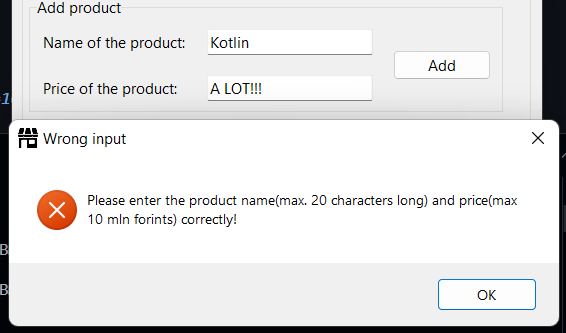 Add product
Name of the product: Kotlin
Add
Price of the product: A LOT!!!
Wrong input
Please enter the product name(max. 20 characters long) and price(max
10 mln forints) correctly!
OK
B
B